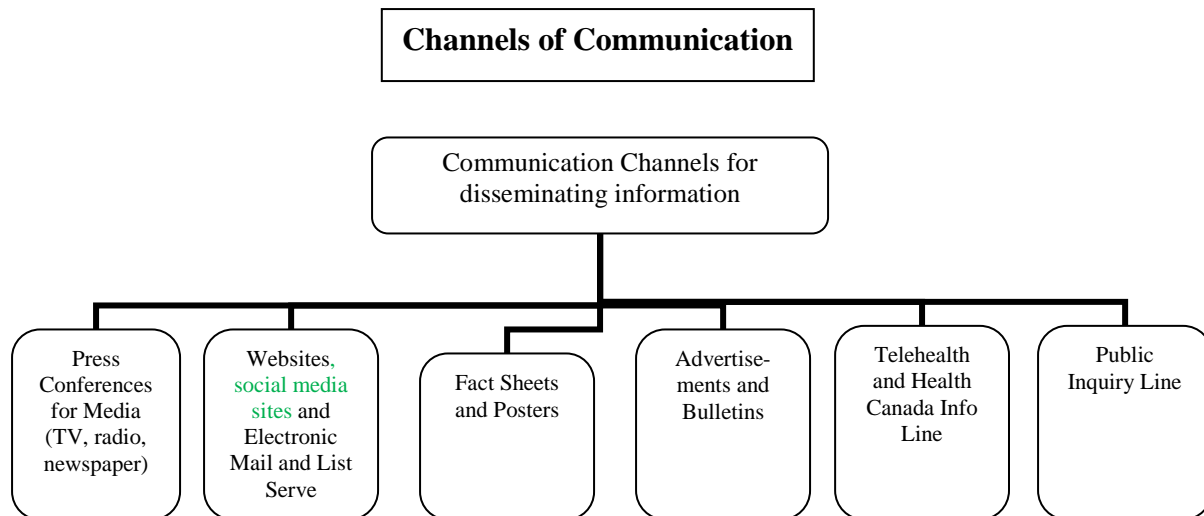 Channels of Communication
Communication Channels for
disseminating information
Press
Conferences
for Media
(TV, radio,
newspaper)
Websites,
social media
sites and
Electronic
Mail and List
Serve
Fact Sheets
and Posters
Advertise-
ments and
Bulletins
Telehealth
and Health
Canada Info
Line
Public
Inquiry Line